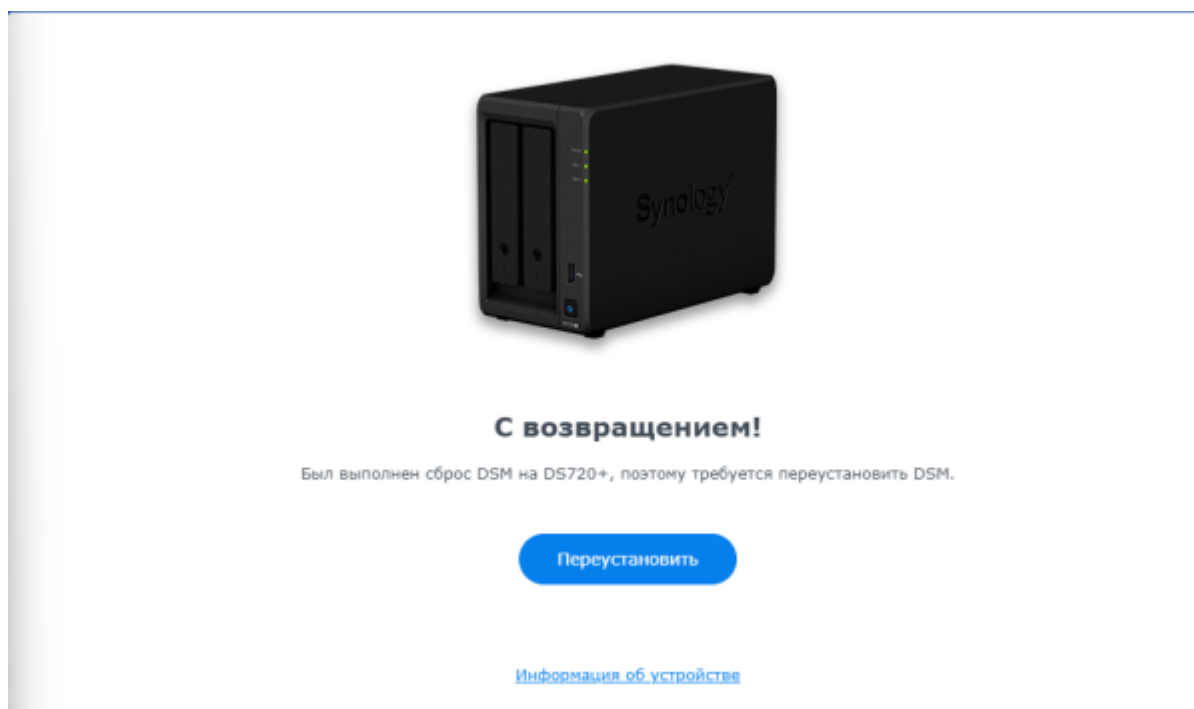 Synology
С возвращением!
Был выполнен сброс DSM на DS720+, поэтому требуется переустановить DSM.
Переустановить
Информация об устройстве